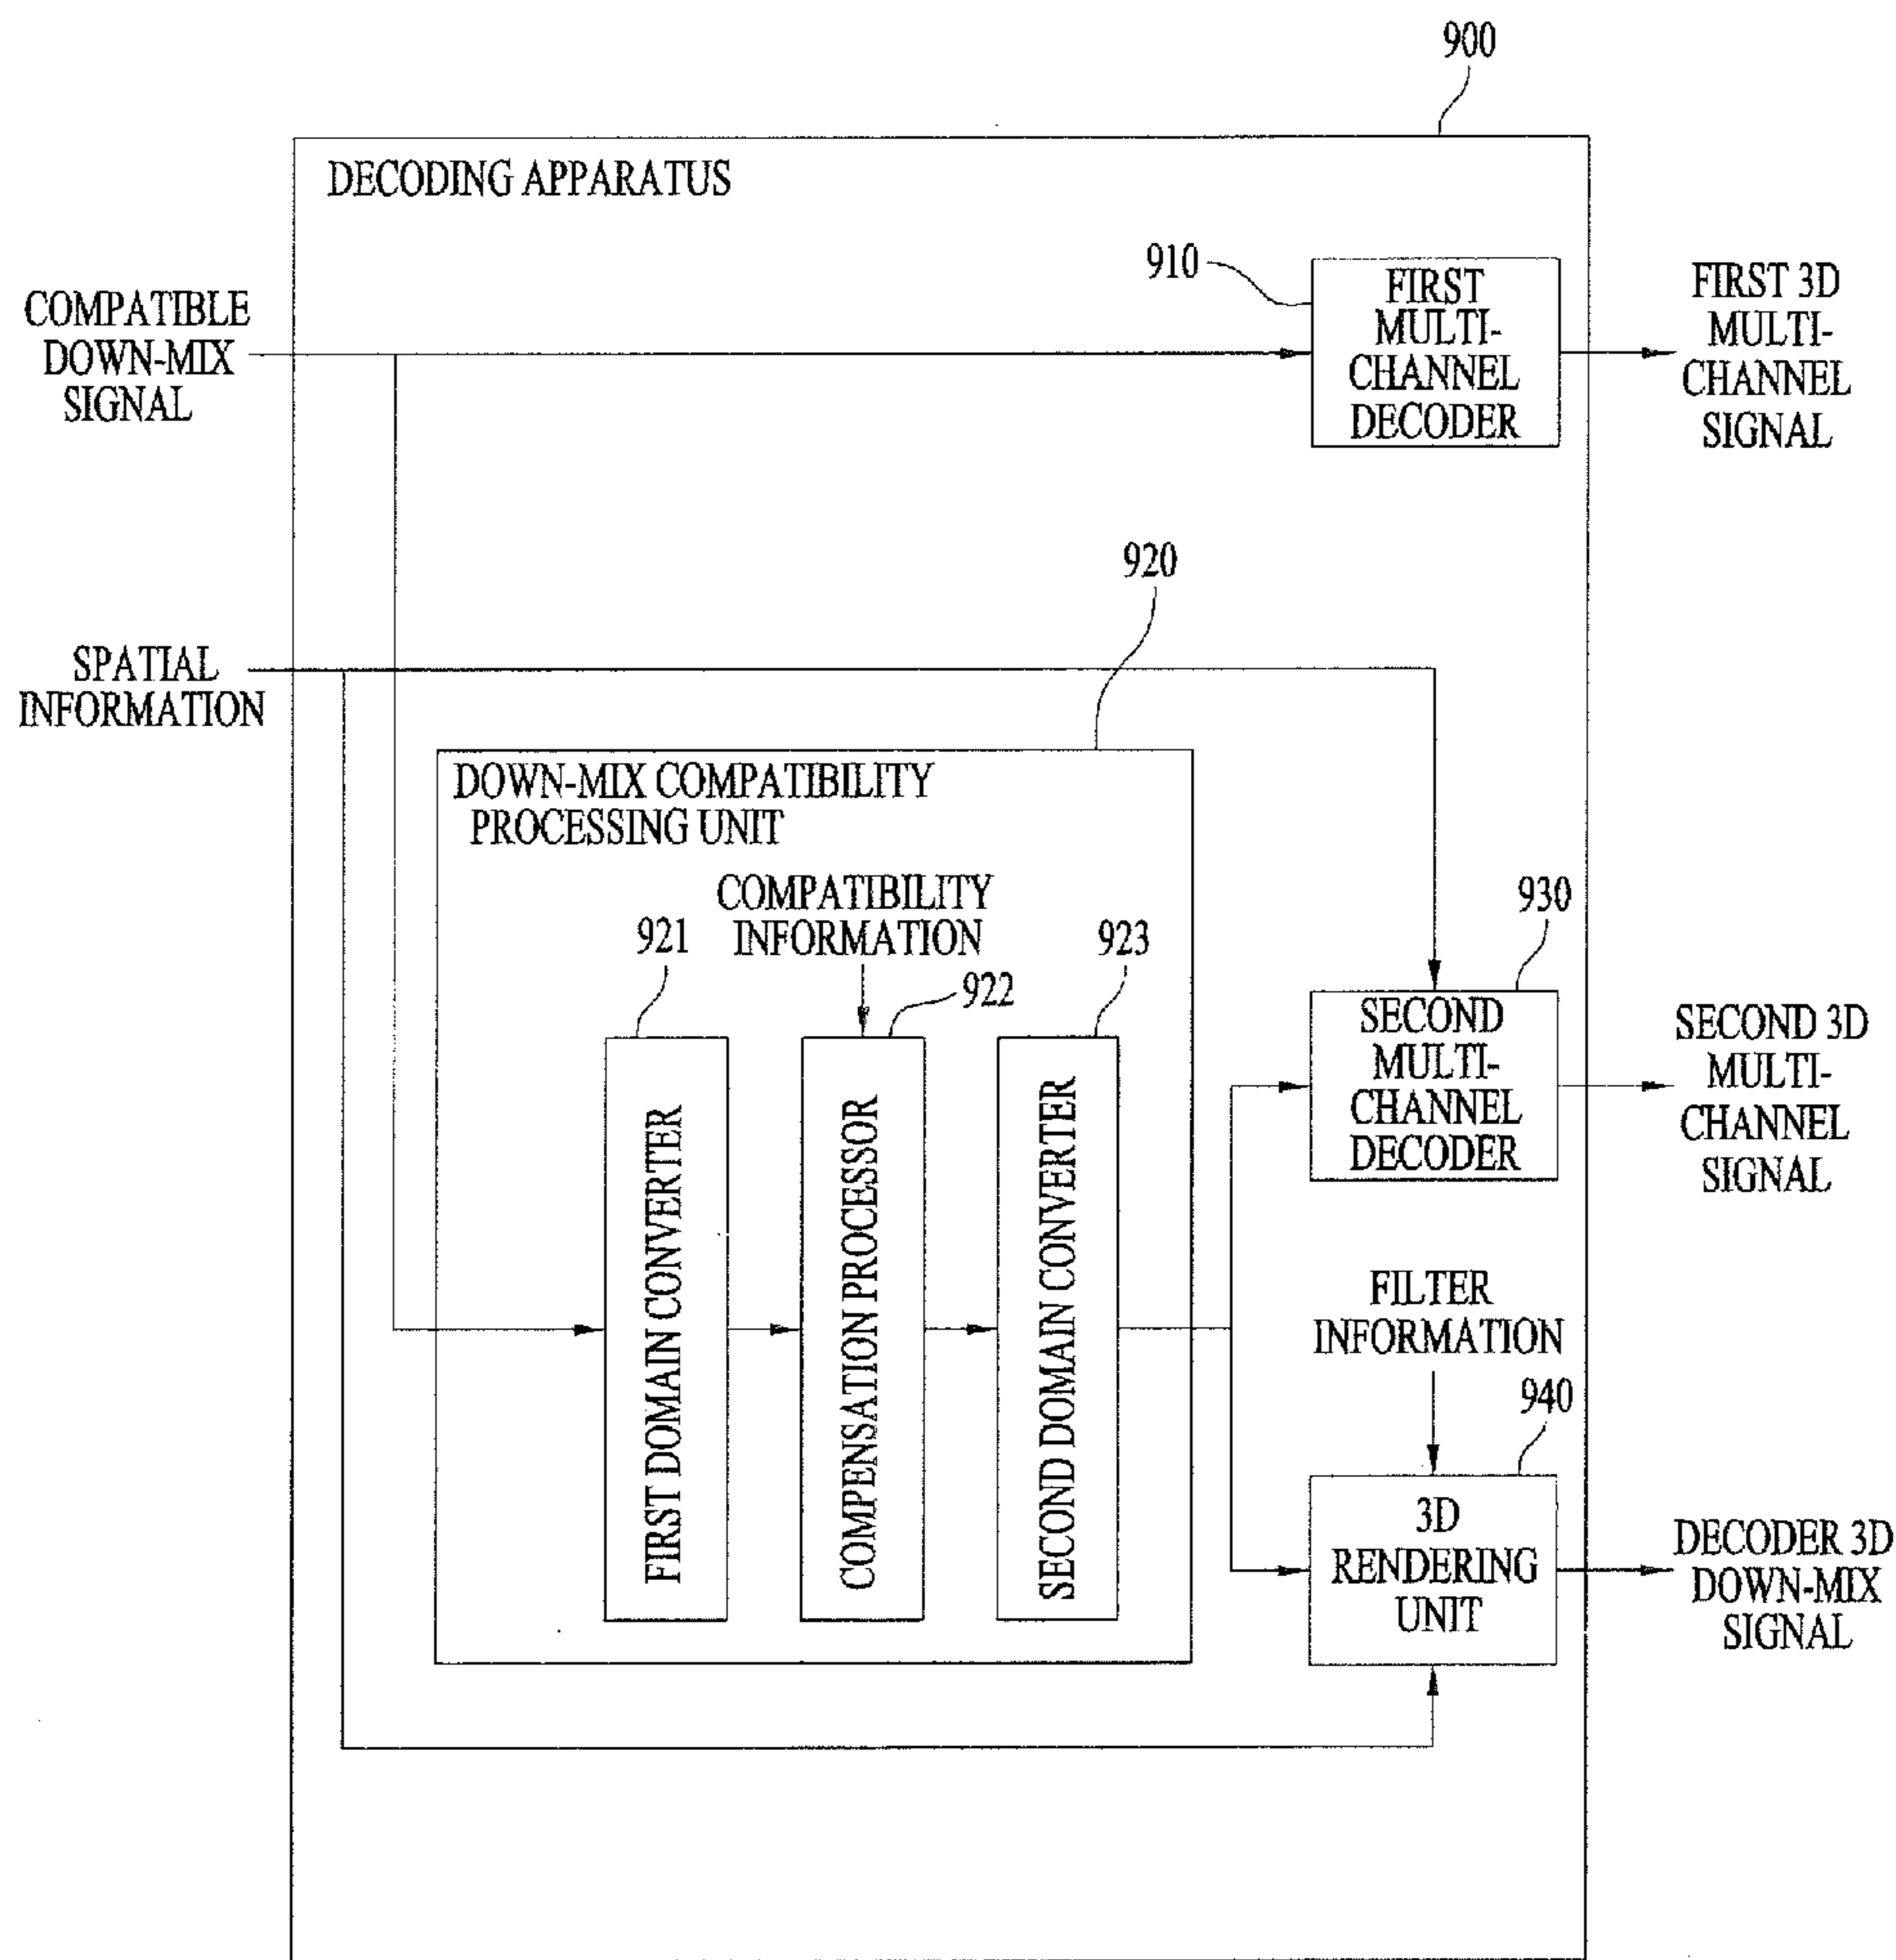 900
DECODING APPARATUS
910
COMPATIBLE
DOWN-MIX
SIGNAL
FIRST
MULTI-
CHANNEL
DECODER
FIRST 3D
MULTI-
CHANNEL
SIGNAL
920
SPATIAL
INFORMATION
DOWN-MIX COMPATIBILITY
PROCESSING UNIT
COMPATIBILITY
INFORMATION
921
922
923
930
FIRST DOMAIN CONVERTER
COMPENSATION PROCESSOR
SECOND DOMAIN CONVERTER
SECOND
MULTI-
CHANNEL
DECODER
SECOND 3D
MULTI-
CHANNEL
SIGNAL
FILTER
INFORMATION
940
3D
RENDERING
UNIT
DECODER 3D
DOWN-MIX
SIGNAL